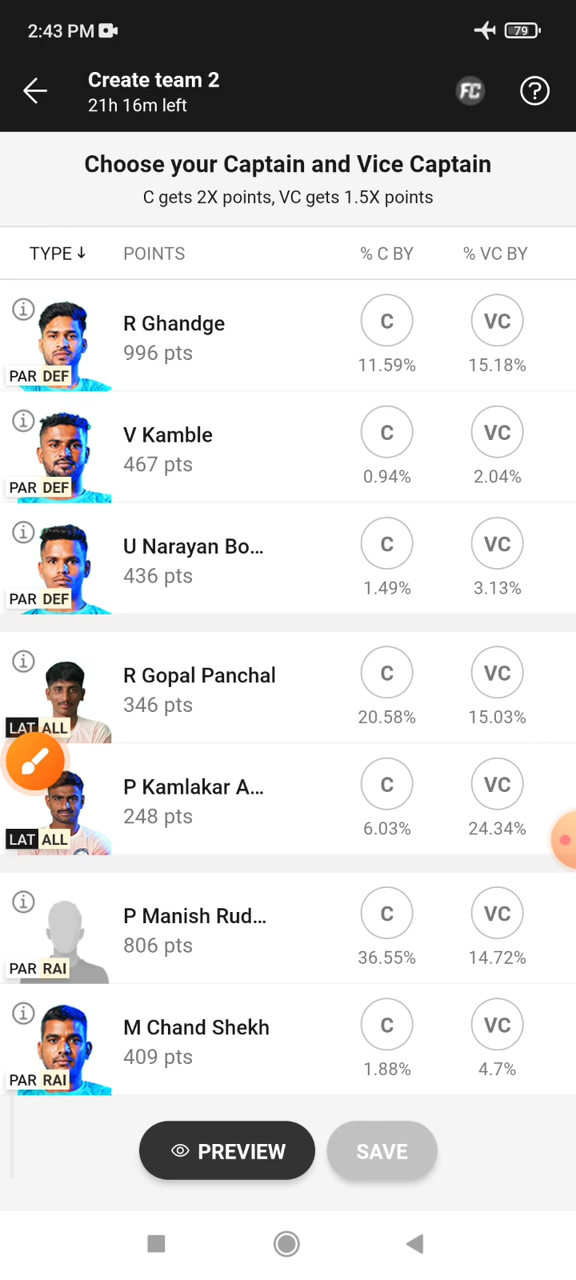 2:43 PM
79
Create team 2
21h 16m left
FC
?
Choose your Captain and Vice Captain
C gets 2X points, VC gets 1.5X points
TYPE ↓ POINTS % C BY % VC BY
R Ghandge
996 pts
C
VC
11.59%
15.18%
PAR DEF
V Kamble
467 pts
C
VC
0.94%
2.04%
PAR DEF
U Narayan Bo...
436 pts
C
VC
1.49%
3.13%
PAR DEF
R Gopal Panchal
346 pts
C
VC
20.58%
15.03%
LAT ALL
P Kamlakar A...
248 pts
C
VC
6.03%
24.34%
LAT ALL
P Manish Rud...
806 pts
C
VC
36.55%
14.72%
PAR RAI
M Chand Shekh
409 pts
C
VC
1.88%
4.7%
PAR RAI
PREVIEW
SAVE